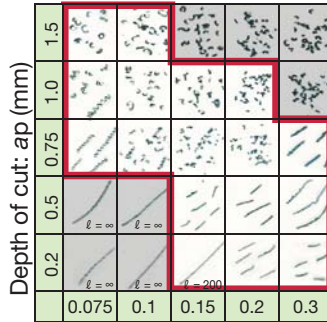 Depth of cut: ap (mm)
1.5
1.0
0.75
0.5
ℓ = ∞ ℓ = ∞
0.2
ℓ = ∞ ℓ = ∞ ℓ = 200
0.075 0.1 0.15 0.2 0.3